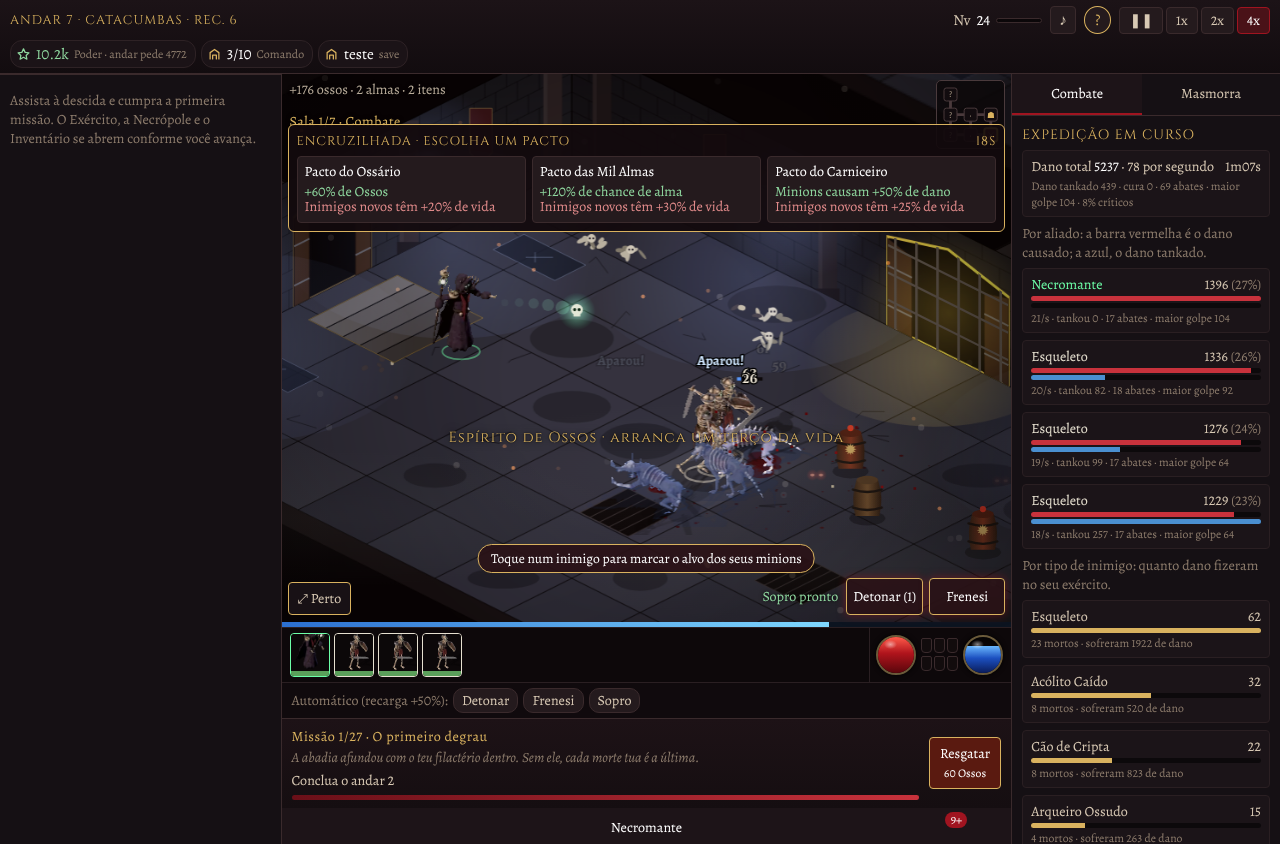 ANDAR 7 · CATACUMBAS · REC. 6
Nv 24
♪
?
❚❚
1x
2x
4x
10.2k Poder · andar pede 4772
3/10 Comando
teste save
Assista à descida e cumpra a primeira
missão. O Exército, a Necrópole e o
Inventário se abrem conforme você avança.
+176 ossos · 2 almas · 2 itens
Sala 1/7 · Combate
ENCRUZILHADA · ESCOLHA UM PACTO
18S
Pacto do Ossário
+60% de Ossos
Inimigos novos têm +20% de vida
Pacto das Mil Almas
+120% de chance de alma
Inimigos novos têm +30% de vida
Pacto do Carniceiro
Minions causam +50% de dano
Inimigos novos têm +25% de vida
Aparou!
Aparou!
59
26
ESPÍRITO DE OSSOS · ARRANCA UM TERÇO DA VIDA
Toque num inimigo para marcar o alvo dos seus minions
⤢ Perto
Sopro pronto
Detonar (1)
Frenesi
Automático (recarga +50%):
Detonar
Frenesi
Sopro
Missão 1/27 · O primeiro degrau
A abadia afundou com o teu filactério dentro. Sem ele, cada morte tua é a última.
Conclua o andar 2
Resgatar
60 Ossos
Necromante
9+
Combate
Masmorra
EXPEDIÇÃO EM CURSO
Dano total 5237 · 78 por segundo 1m07s
Dano tankado 439 · cura 0 · 69 abates · maior
golpe 104 · 8% críticos
Por aliado: a barra vermelha é o dano
causado; a azul, o dano tankado.
Necromante 1396 (27%)
21/s · tankou 0 · 17 abates · maior golpe 104
Esqueleto 1336 (26%)
20/s · tankou 82 · 18 abates · maior golpe 92
Esqueleto 1276 (24%)
19/s · tankou 99 · 17 abates · maior golpe 64
Esqueleto 1229 (23%)
18/s · tankou 257 · 17 abates · maior golpe 64
Por tipo de inimigo: quanto dano fizeram
no seu exército.
Esqueleto 62
23 mortos · sofreram 1922 de dano
Acólito Caído 32
8 mortos · sofreram 520 de dano
Cão de Cripta 22
8 mortos · sofreram 823 de dano
Arqueiro Ossudo 15
4 mortos · sofreram 263 de dano